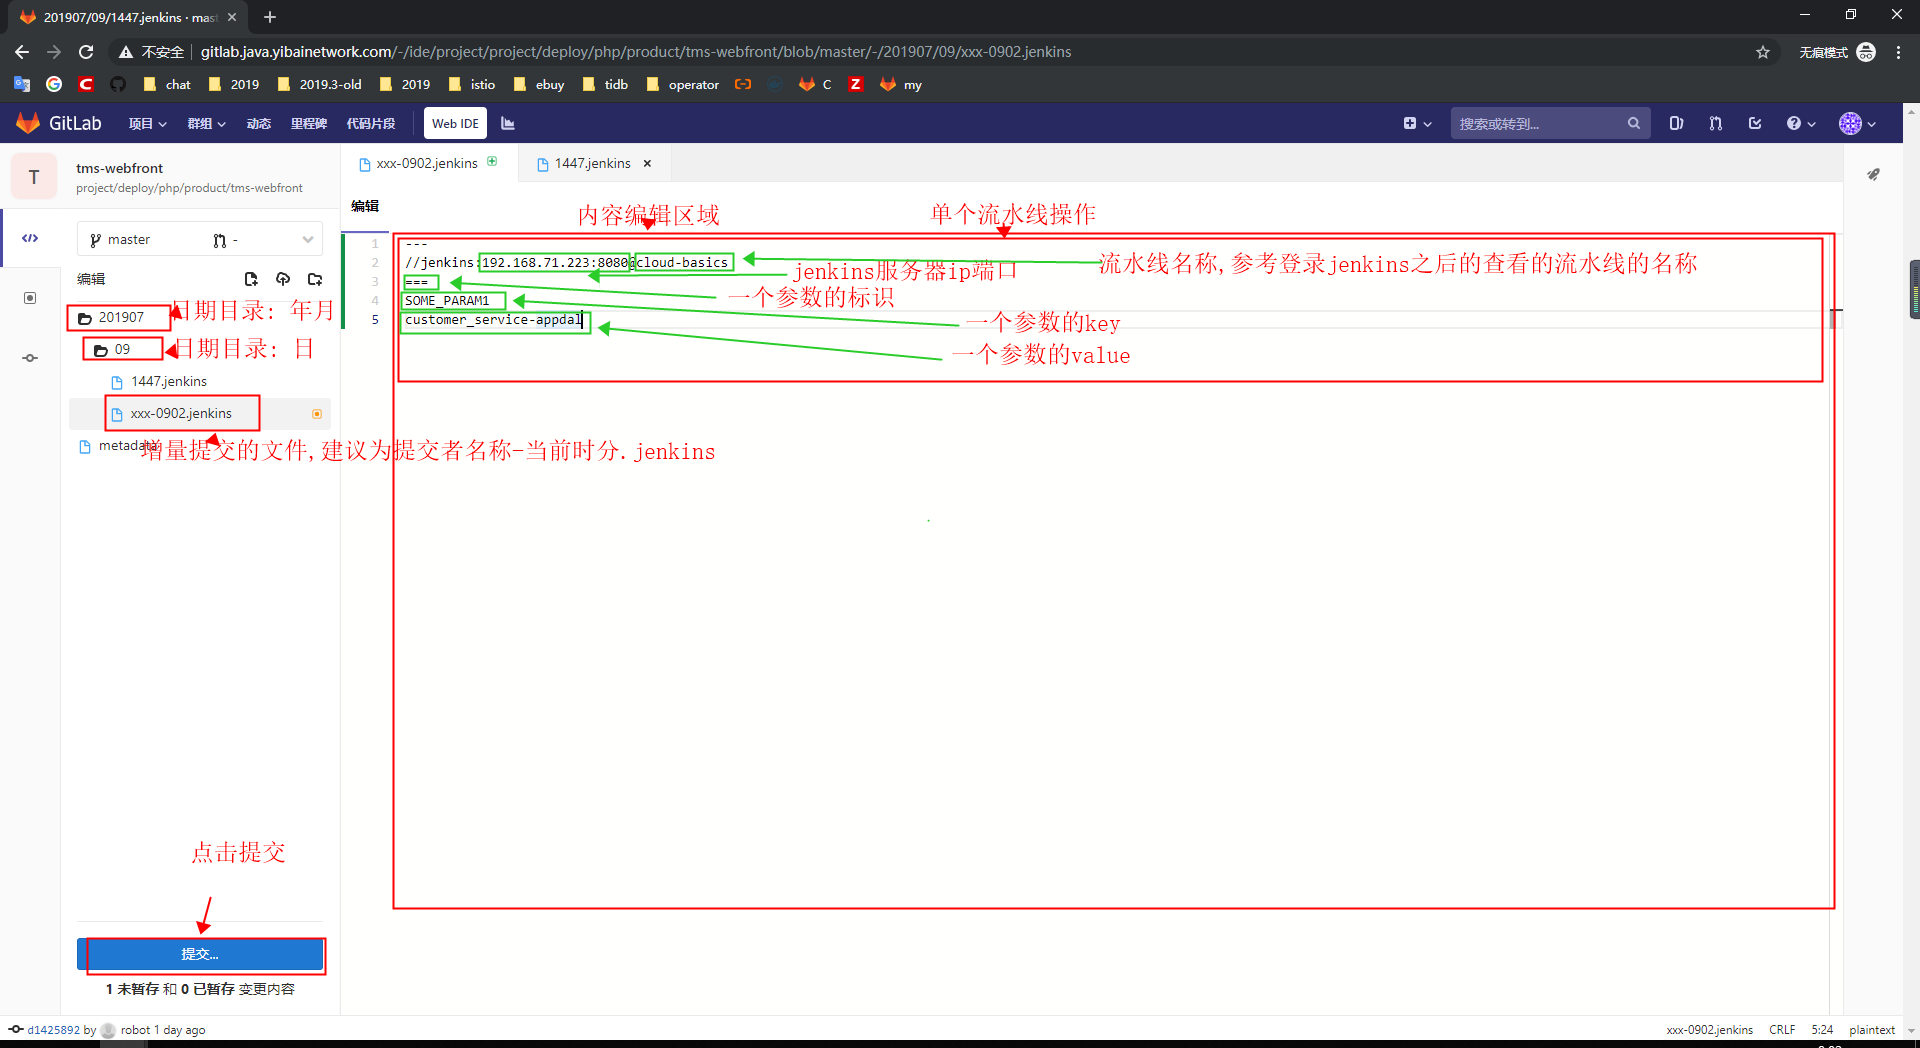 201907/09/1447.jenkins · mas
不安全
gitlab.java.yibainetwork.com/-/ide/project/project/deploy/php/product/tms-webfront/blob/master/-/201907/09/xxx-0902.jenkins
无痕模式
chat
2019
2019.3-old
2019
istio
ebuy
tidb
operator
C
Z
my
GitLab
项目
群组
动态
里程碑
代码片段
Web IDE
搜索或转到...
T
tms-webfront
project/deploy/php/product/tms-webfront
xxx-0902.jenkins
1447.jenkins
编辑
内容编辑区域
单个流水线操作
master
-
编辑
1 ---
2 //jenkins:192.168.71.223:8080@cloud-basics
3 ===
4 SOME_PARAM1
5 customer_service-appdal
流水线名称,参考登录jenkins之后的查看的流水线的名称
jenkins服务器ip端口
一个参数的标识
一个参数的key
一个参数的value
201907
日期目录: 年月
09
日期目录: 日
1447.jenkins
xxx-0902.jenkins
metadata
增量提交的文件,建议为提交者名称-当前时分.jenkins
点击提交
提交...
1 未暂存 和 0 已暂存 变更内容
d1425892 by robot 1 day ago
xxx-0902.jenkins
CRLF
5:24
plaintext